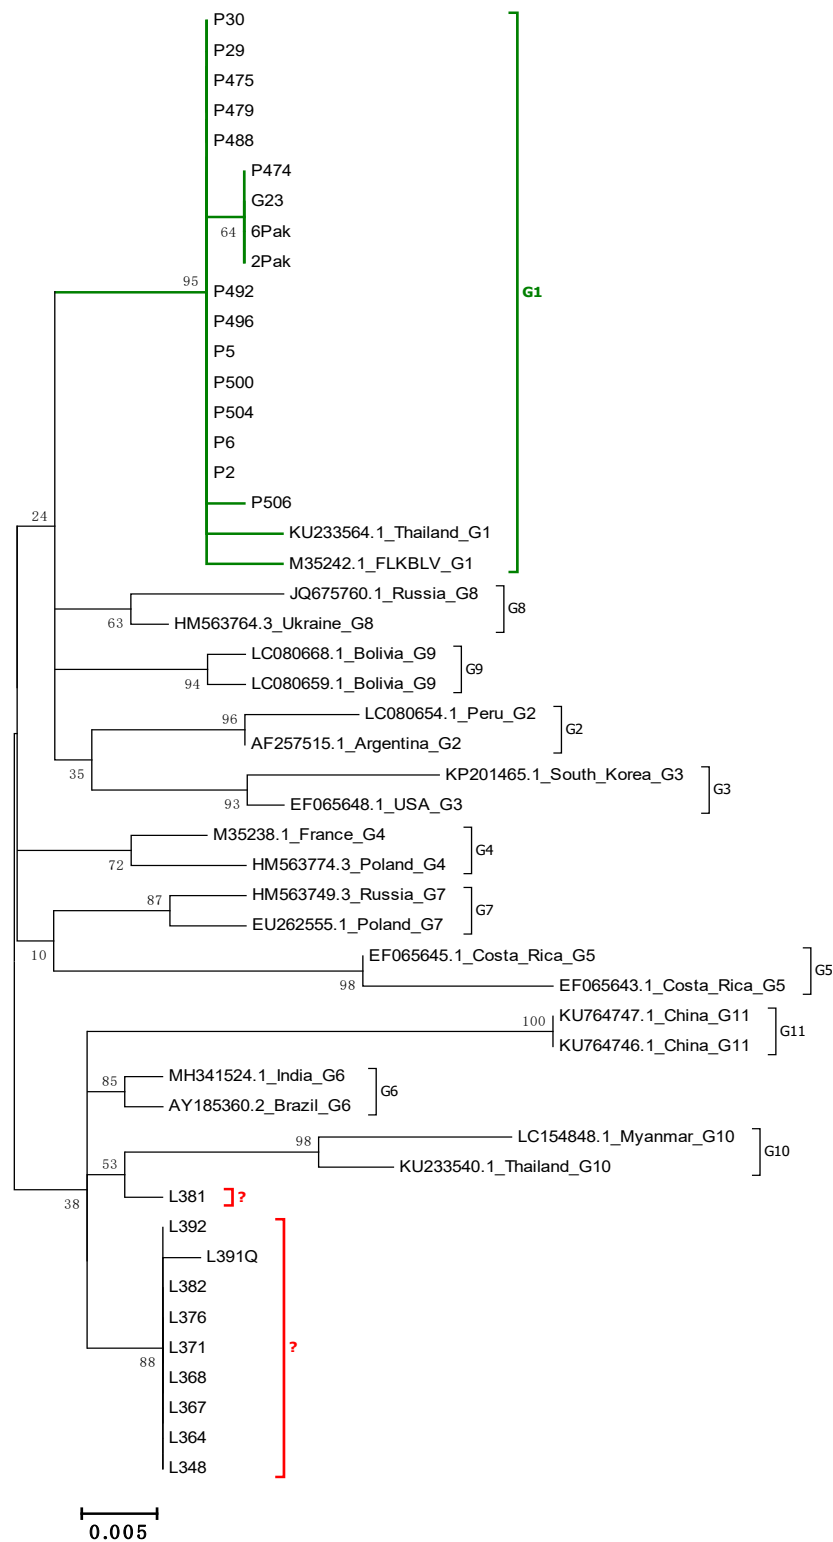 P30
P29
P475
P479
P488
P474
G23
64
6Pak
2Pak
95
P492
G1
P496
P5
P500
P504
P6
P2
P506
24
KU233564.1_Thailand_G1
M35242.1_FLKBLV_G1
JQ675760.1_Russia_G8
G8
63
HM563764.3_Ukraine_G8
LC080668.1_Bolivia_G9
G9
94
LC080659.1_Bolivia_G9
96
LC080654.1_Peru_G2
G2
AF257515.1_Argentina_G2
35
KP201465.1_South_Korea_G3
G3
93
EF065648.1_USA_G3
M35238.1_France_G4
G4
72
HM563774.3_Poland_G4
87
HM563749.3_Russia_G7
G7
EU262555.1_Poland_G7
10
EF065645.1_Costa_Rica_G5
G5
98
EF065643.1_Costa_Rica_G5
100
KU764747.1_China_G11
G11
KU764746.1_China_G11
85
MH341524.1_India_G6
G6
AY185360.2_Brazil_G6
98
LC154848.1_Myanmar_G10
G10
53
KU233540.1_Thailand_G10
38
L381
?
L392
L391Q
L382
L376
L371
?
88
L368
L367
L364
L348
0.005